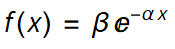 f(x) = βe^{-αx}